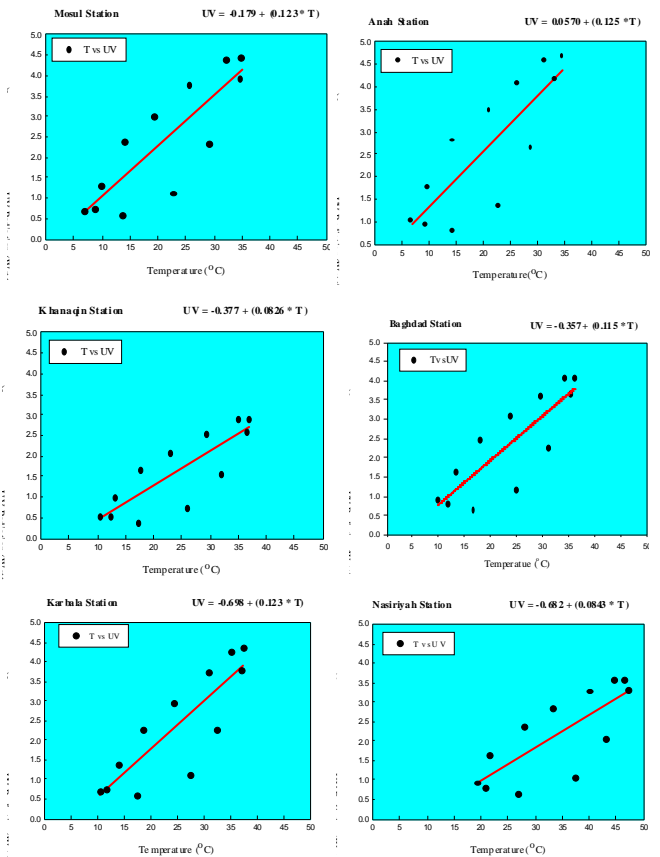 Mosul Station UV = -0.179 + (0.123 * T)
5.0
4.5
4.0
3.5
3.0
2.5
2.0
1.5
1.0
0.5
0.0
T vs UV
0 5 10 15 20 25 30 35 40 45 50
Temperature (°C)
Anah Station UV = 0.0570 + (0.125 * T)
5.0
4.5
4.0
3.5
3.0
2.5
2.0
1.5
1.0
0.5
T vs UV
0 5 10 15 20 25 30 35 40 45 50
Temperature(°C)
Khanaqin Station UV = -0.377 + (0.0826 * T)
5.0
4.5
4.0
3.5
3.0
2.5
2.0
1.5
1.0
0.5
0.0
T vs UV
0 5 10 15 20 25 30 35 40 45 50
Temperature (°C)
Baghdad Station UV = -0.357 + (0.115 * T)
5.0
4.5
4.0
3.5
3.0
2.5
2.0
1.5
1.0
0.5
0.0
T vs UV
0 5 10 15 20 25 30 35 40 45 50
Temperatue (°C)
Karbala Station UV = -0.698 + (0.123 * T)
5.0
4.5
4.0
3.5
3.0
2.5
2.0
1.5
1.0
0.5
0.0
T vs UV
0 5 10 15 20 25 30 35 40 45 50
Temperature (°C)
Nasiriyah Station UV = -0.682 + (0.0843 * T)
5.0
4.5
4.0
3.5
3.0
2.5
2.0
1.5
1.0
0.5
0.0
T vs UV
0 5 10 15 20 25 30 35 40 45 50
Temperature (°C)